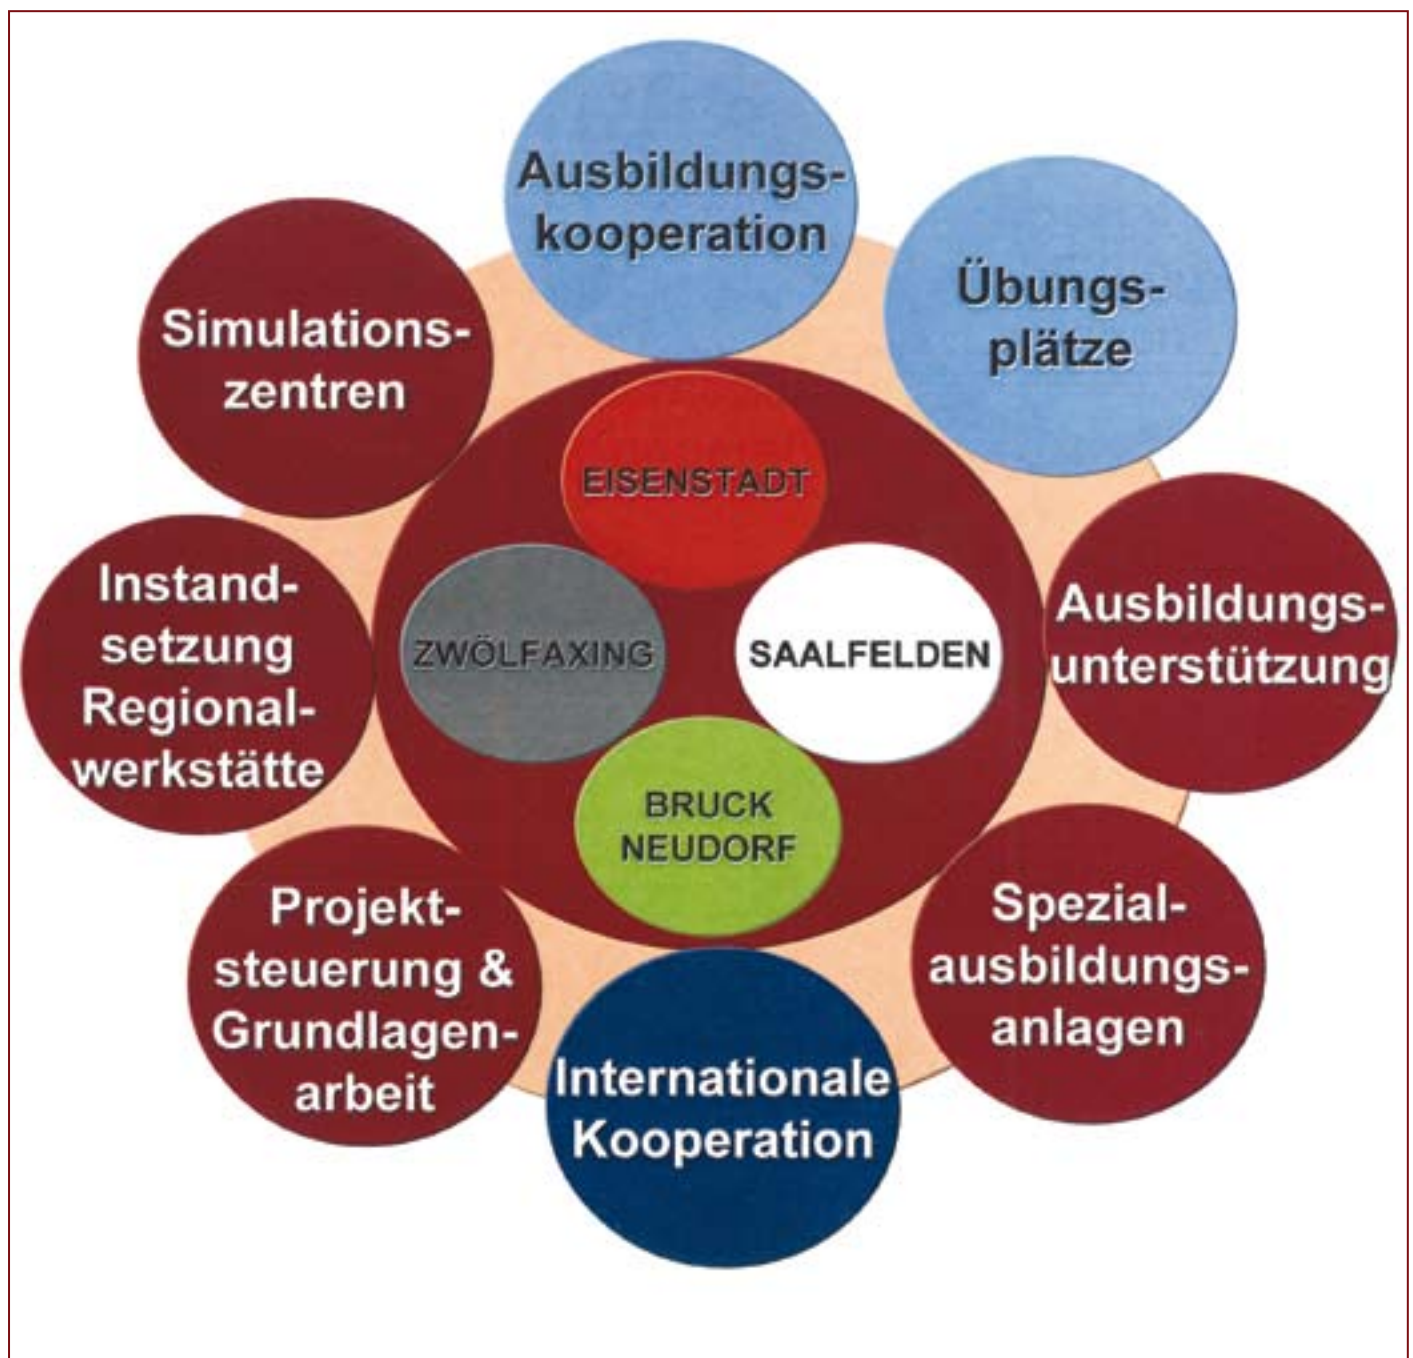 Ausbildungs-
kooperation
Übungs-
plätze
Simulations-
zentren
EISENSTADT
Instand-
setzung
Regional-
werkstätte
ZWÖLFAXING
SAALFELDEN
Ausbildungs-
unterstützung
BRUCK
NEUDORF
Projekt-
steuerung &
Grundlagen-
arbeit
Spezial-
ausbildungs-
anlagen
Internationale
Kooperation